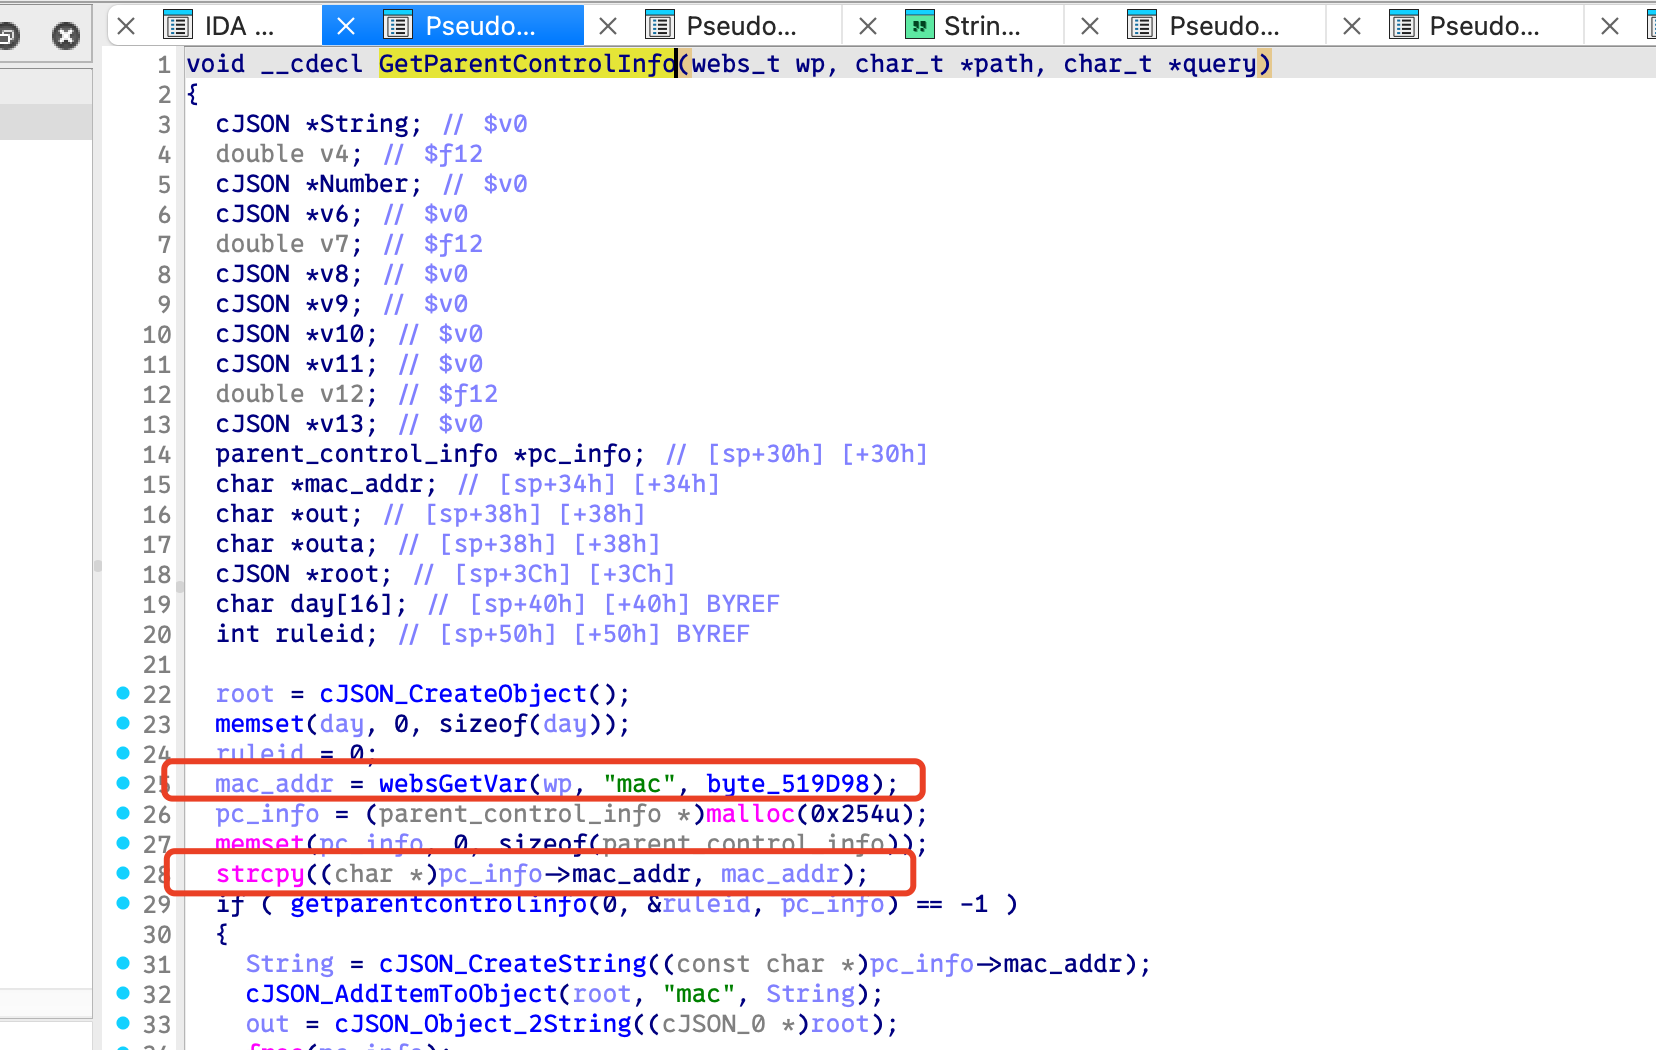 IDA ...
Pseudo...
Pseudo...
Strin...
Pseudo...
Pseudo...
1 void __cdecl GetParentControlInfo(webs_t wp, char_t *path, char_t *query)
2 {
3 cJSON *String; // $v0
4 double v4; // $f12
5 cJSON *Number; // $v0
6 cJSON *v6; // $v0
7 double v7; // $f12
8 cJSON *v8; // $v0
9 cJSON *v9; // $v0
10 cJSON *v10; // $v0
11 cJSON *v11; // $v0
12 double v12; // $f12
13 cJSON *v13; // $v0
14 parent_control_info *pc_info; // [sp+30h] [+30h]
15 char *mac_addr; // [sp+34h] [+34h]
16 char *out; // [sp+38h] [+38h]
17 char *outa; // [sp+38h] [+38h]
18 cJSON *root; // [sp+3Ch] [+3Ch]
19 char day[16]; // [sp+40h] [+40h] BYREF
20 int ruleid; // [sp+50h] [+50h] BYREF
21
22 root = cJSON_CreateObject();
23 memset(day, 0, sizeof(day));
24 ruleid = 0;
25 mac_addr = websGetVar(wp, "mac", byte_519D98);
26 pc_info = (parent_control_info *)malloc(0x254u);
27 memset(pc_info, 0, sizeof(parent_control_info));
28 strcpy((char *)pc_info->mac_addr, mac_addr);
29 if ( getparentcontrolinfo(0, &ruleid, pc_info) == -1 )
30 {
31 String = cJSON_CreateString((const char *)pc_info->mac_addr);
32 cJSON_AddItemToObject(root, "mac", String);
33 out = cJSON_Object_2String((cJSON_0 *)root);
34 free(pc_info);